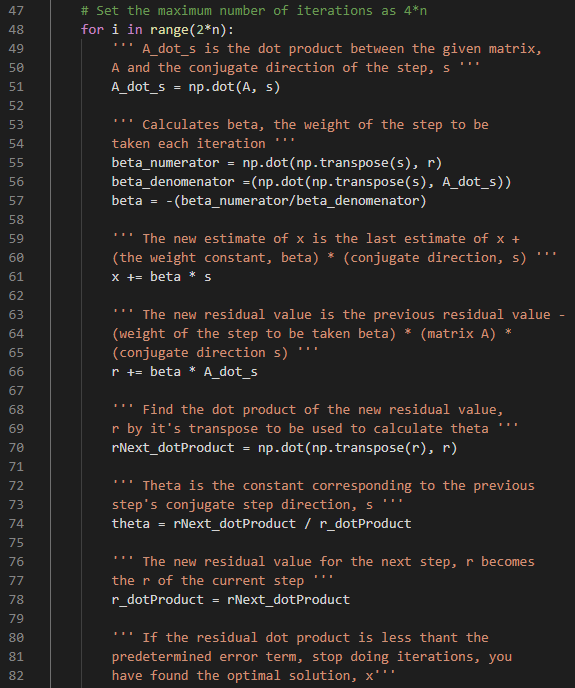 47 # Set the maximum number of iterations as 4*n
48 for i in range(2*n):
49 ''' A_dot_s is the dot product between the given matrix,
50 A and the conjugate direction of the step, s '''
51 A_dot_s = np.dot(A, s)
52
53 ''' Calculates beta, the weight of the step to be
54 taken each iteration '''
55 beta_numerator = np.dot(np.transpose(s), r)
56 beta_denomenator =(np.dot(np.transpose(s), A_dot_s))
57 beta = -(beta_numerator/beta_denomenator)
58
59 ''' The new estimate of x is the last estimate of x +
60 (the weight constant, beta) * (conjugate direction, s) '''
61 x += beta * s
62
63 ''' The new residual value is the previous residual value -
64 (weight of the step to be taken beta) * (matrix A) *
65 (conjugate direction s) '''
66 r += beta * A_dot_s
67
68 ''' Find the dot product of the new residual value,
69 r by it's transpose to be used to calculate theta '''
70 rNext_dotProduct = np.dot(np.transpose(r), r)
71
72 ''' Theta is the constant corresponding to the previous
73 step's conjugate step direction, s '''
74 theta = rNext_dotProduct / r_dotProduct
75
76 ''' The new residual value for the next step, r becomes
77 the r of the current step '''
78 r_dotProduct = rNext_dotProduct
79
80 ''' If the residual dot product is less thant the
81 predetermined error term, stop doing iterations, you
82 have found the optimal solution, x'''